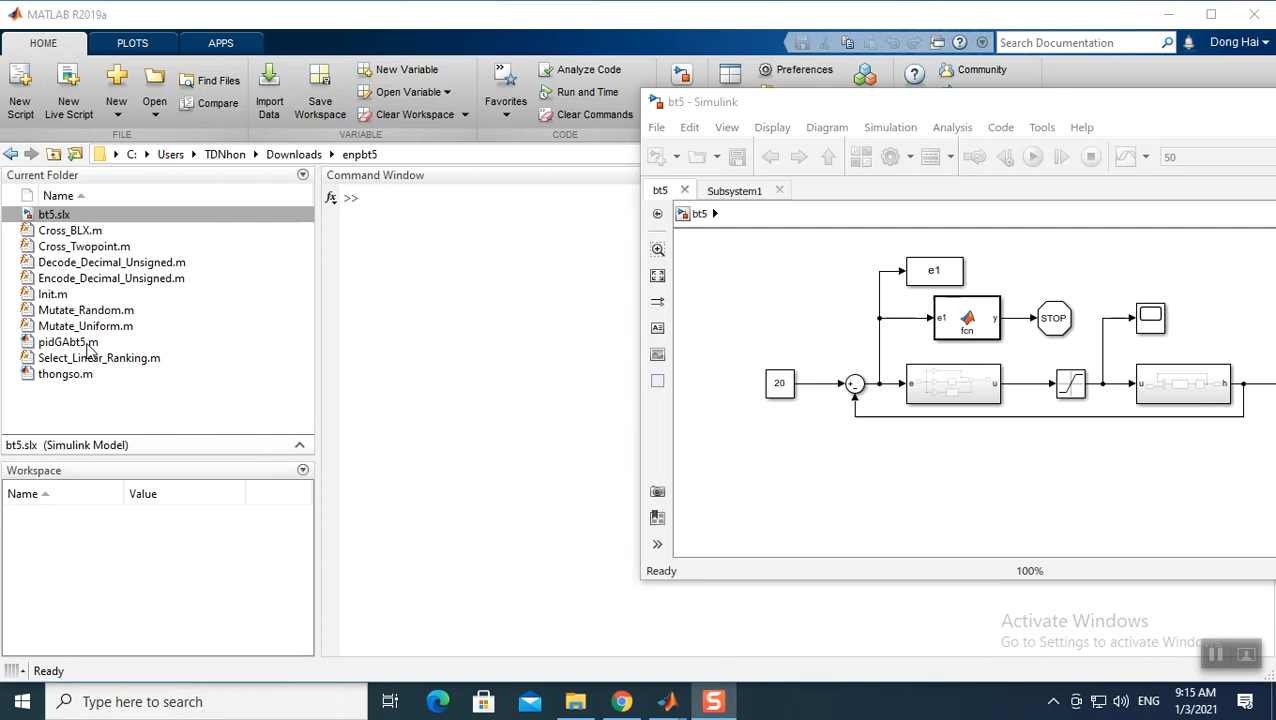 MATLAB R2019a
HOME PLOTS APPS
Search Documentation
Dong Hai
New Script
New Live Script
New
Open
Find Files
Compare
FILE
Import Data
Save Workspace
New Variable
Open Variable
Clear Workspace
VARIABLE
Favorites
Analyze Code
Run and Time
Clear Commands
CODE
Preferences
? Community
C: Users TDNhon Downloads enpbt5
Current Folder
Name
bt5.slx
Cross_BLX.m
Cross_Twopoint.m
Decode_Decimal_Unsigned.m
Encode_Decimal_Unsigned.m
Init.m
Mutate_Random.m
Mutate_Uniform.m
pidGAbt5.m
Select_Linear_Ranking.m
thongso.m
bt5.slx (Simulink Model)
Workspace
Name Value
Ready
Command Window
fx >>
bt5 - Simulink
File Edit View Display Diagram Simulation Analysis Code Tools Help
50
bt5 Subsystem1
bt5
e1
e1 y
fcn
STOP
20
+
-
e u
u h
Ready 100%
Activate Windows
Go to Settings to activate Windows.
Type here to search
S
ENG
9:15 AM
1/3/2021